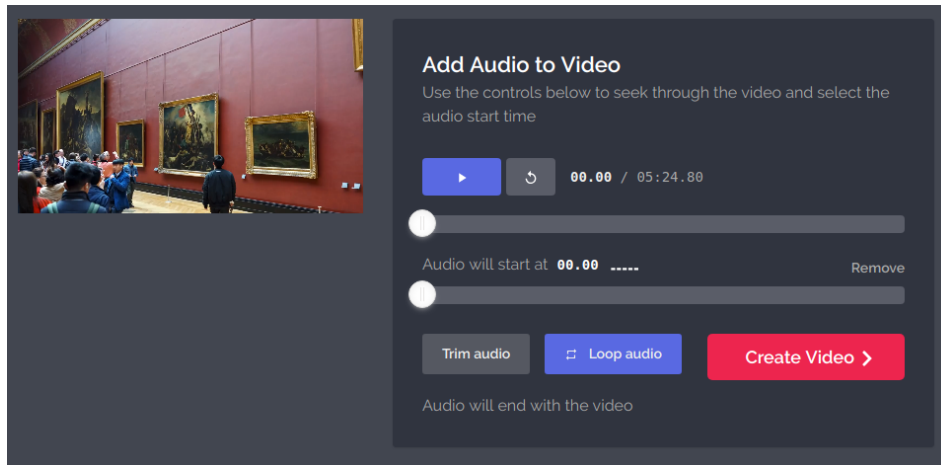 Add Audio to Video
Use the controls below to seek through the video and select the
audio start time
00.00 / 05:24.80
Audio will start at 00.00 -----
Remove
Trim audio
Loop audio
Create Video
Audio will end with the video